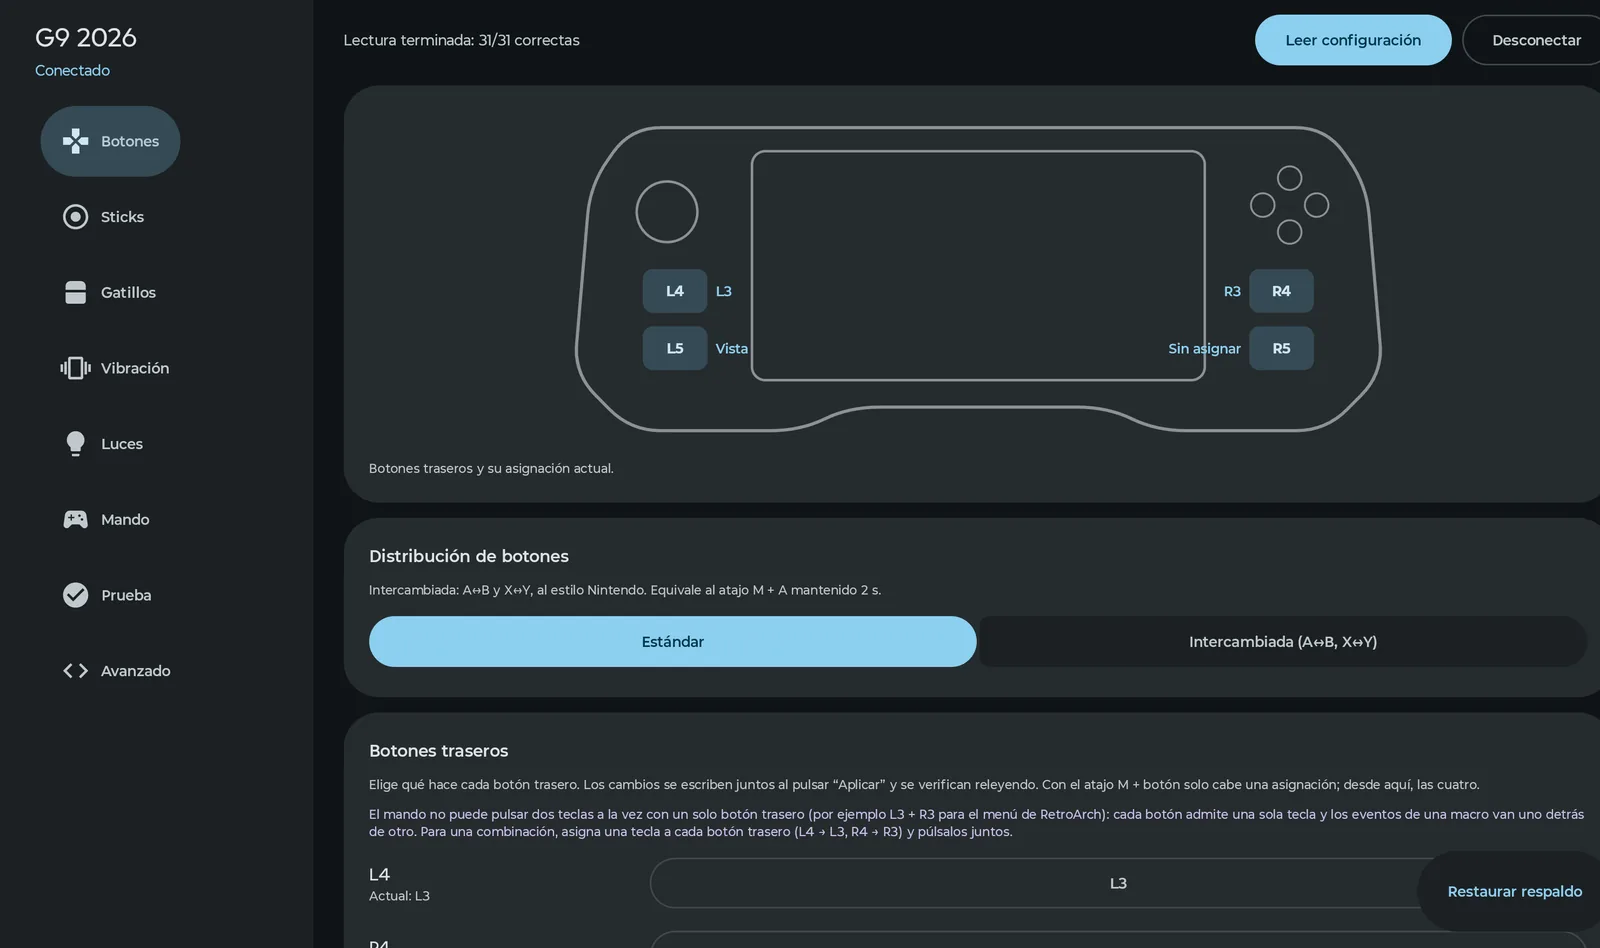 G9 2026
Conectado
Botones
Sticks
Gatillos
Vibración
Luces
Mando
Prueba
Avanzado
Lectura terminada: 31/31 correctas
Leer configuración
Desconectar
L4 L3
R3 R4
L5 Vista
Sin asignar R5
Botones traseros y su asignación actual.
Distribución de botones
Intercambiada: A↔B y X↔Y, al estilo Nintendo. Equivale al atajo M + A mantenido 2 s.
Estándar
Intercambiada (A↔B, X↔Y)
Botones traseros
Elige qué hace cada botón trasero. Los cambios se escriben juntos al pulsar “Aplicar” y se verifican releyendo. Con el atajo M + botón solo cabe una asignación; desde aquí, las cuatro.
El mando no puede pulsar dos teclas a la vez con un solo botón trasero (por ejemplo L3 + R3 para el menú de RetroArch): cada botón admite una sola tecla y los eventos de una macro van uno detrás
de otro. Para una combinación, asigna una tecla a cada botón trasero (L4 → L3, R4 → R3) y púlsalos juntos.
L4
Actual: L3
L3
Restaurar respaldo
R4